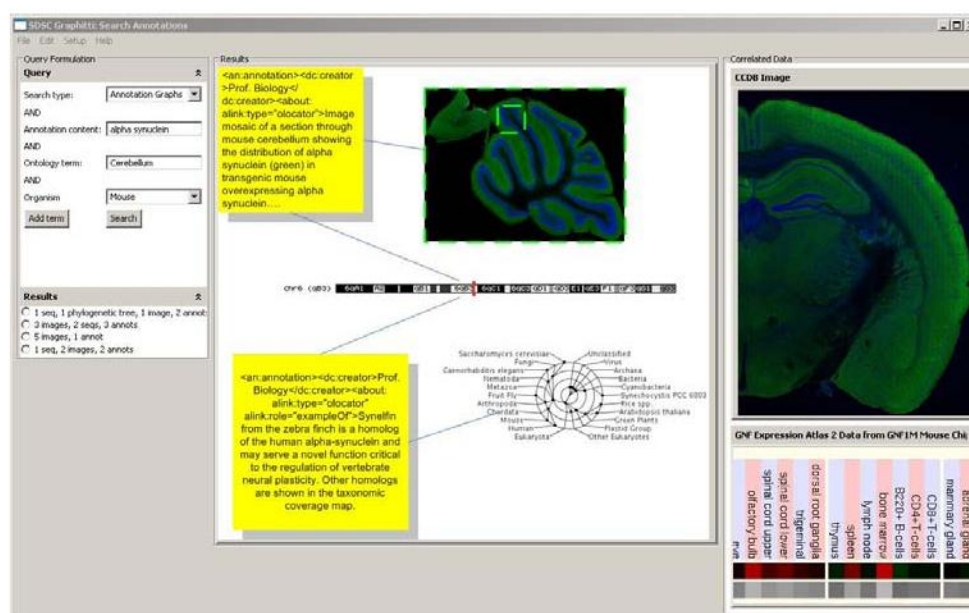 SDSC Graphitti: Search Annotations
File Edit Setup Help
Query Formulation
Query
Search type: Annotation Graphs
AND
Annotation content: alpha synuclein
AND
Ontology term: Cerebellum
AND
Organism Mouse
Add term Search
Results
1 seq, 1 phylogenetic tree, 1 image, 2 annots
3 images, 2 seqs, 3 annots
5 images, 1 annot
1 seq, 2 images, 2 annots
Results
<an:annotation><dc:creator
>Prof. Biology</
dc:creator><about:
alink:type="olocator">Image
mosaic of a section through
mouse cerebellum showing
the distribution of alpha
synuclein (green) in
transgenic mouse
overexpressing alpha
synuclein....
chr6 (qB3) 6qA1
6qC1
<an:annotation><dc:creator>Prof.
Biology</dc:creator><about:
alink:type="olocator"
alink:role="exampleOf">Synelfin
from the zebra finch is a homolog
of the human alpha-synuclein and
may serve a novel function critical
to the regulation of vertebrate
neural plasticity. Other homologs
are shown in the taxonomic
coverage map.
Saccharomyces cerevisiae
Fungi
Caenorhabditis elegans
Nematoda
Metazoa
Fruit Fly
Arthropoda
Chordata
Mouse
Human
Eukaryota
Unclassified
Virus
Archaea
Bacteria
Cyanobacteria
Synechocystis PCC 6803
Rice spp.
Arabidopsis thaliana
Green Plants
Plastid Group
Other Eukaryotes
Correlated Data
CCDB Image
GNF Expression Atlas 2 Data from GNF1M Mouse Chip
eye
olfactory bulb
spinal cord upper
spinal cord lower
trigeminal
dorsal root ganglia
thymus
spleen
lymph node
bone marrow
B220+ B-cells
CD4+T-cells
CD8+T-cells
mammary gland
adrenal gland